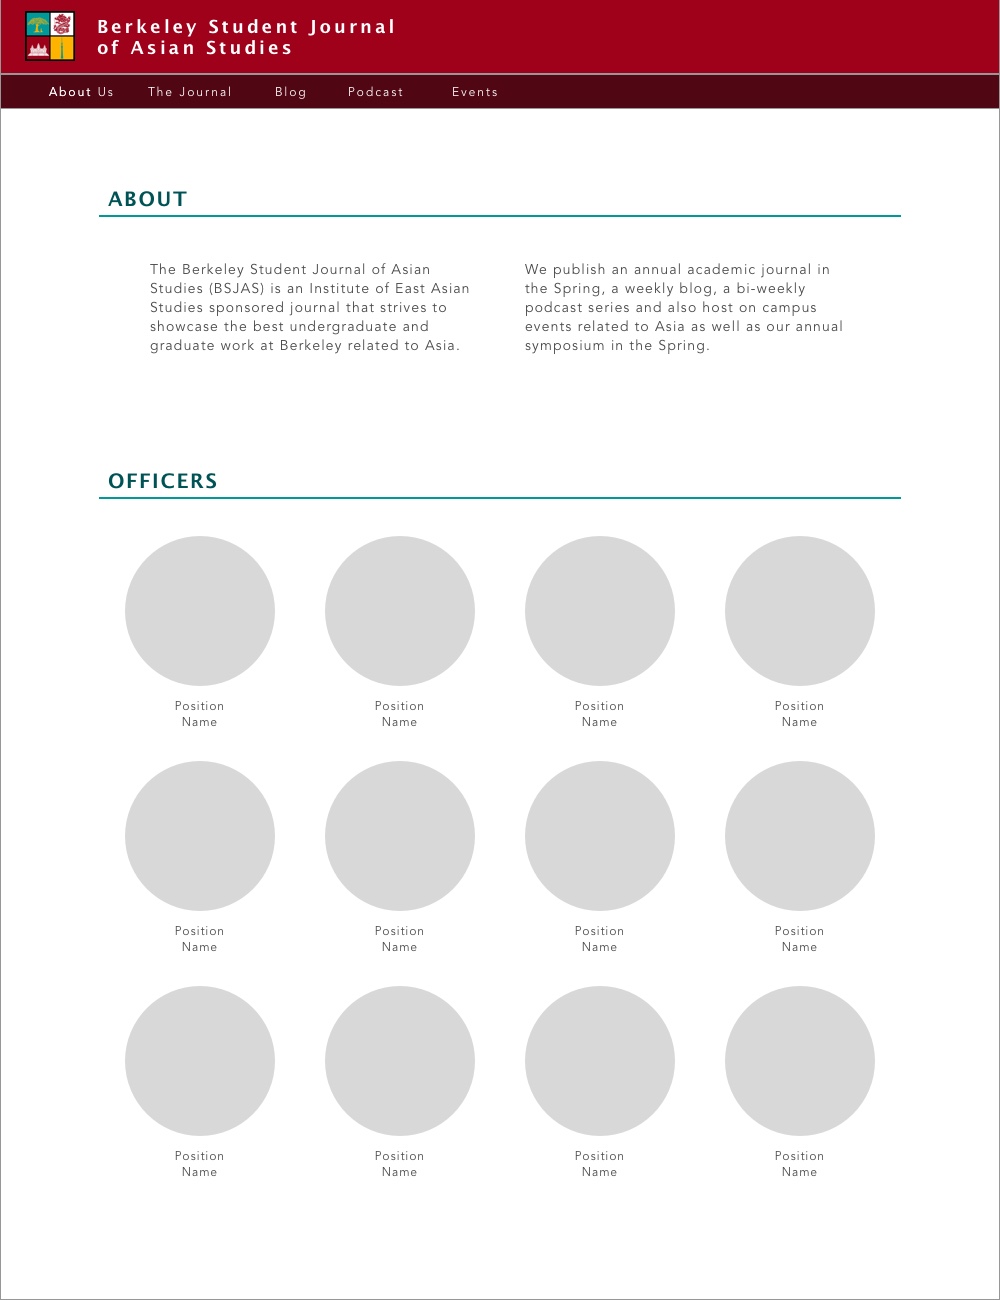 Berkeley Student Journal
of Asian Studies
About Us The Journal Blog Podcast Events
ABOUT
The Berkeley Student Journal of Asian
Studies (BSJAS) is an Institute of East Asian
Studies sponsored journal that strives to
showcase the best undergraduate and
graduate work at Berkeley related to Asia.
We publish an annual academic journal in
the Spring, a weekly blog, a bi-weekly
podcast series and also host on campus
events related to Asia as well as our annual
symposium in the Spring.
OFFICERS
Position Position Position Position
Name Name Name Name
Position Position Position Position
Name Name Name Name
Position Position Position Position
Name Name Name Name